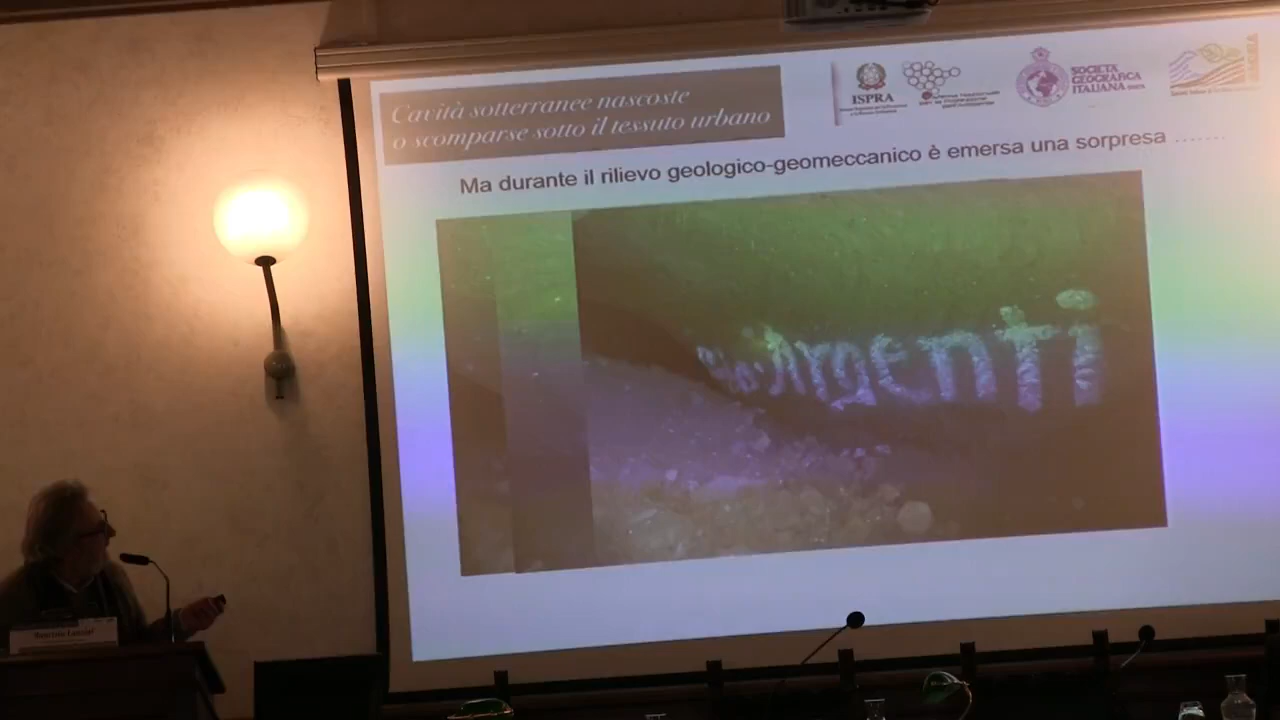 Cavità sotterranee nascoste
o scomparse sotto il tessuto urbano
ISPRA
SOCIETÀ
GEOGRAFICA
ITALIANA
Ma durante il rilievo geologico-geomeccanico è emersa una sorpresa .......
Argenti